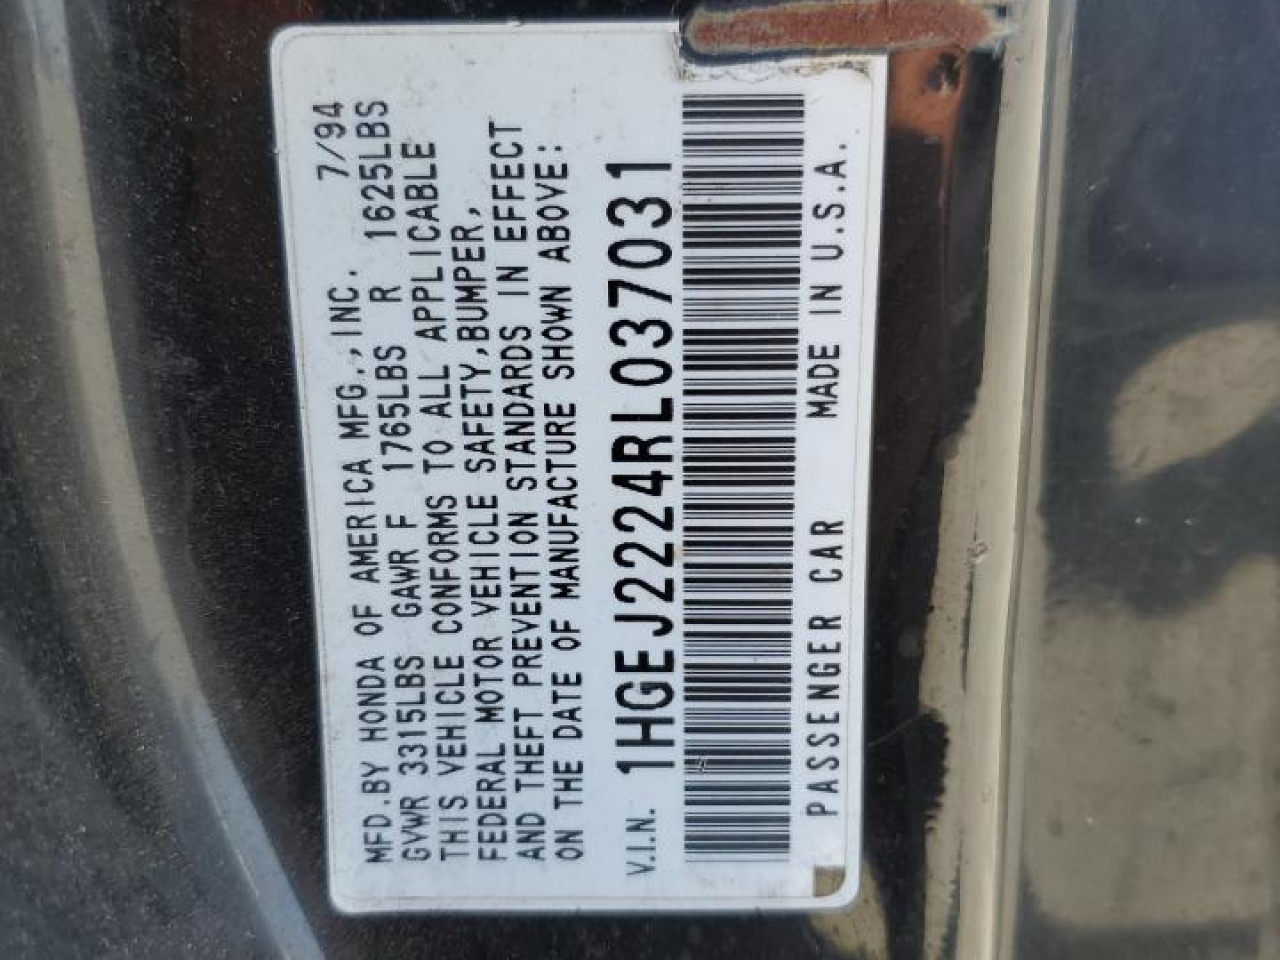 MFD.BY HONDA OF AMERICA MFG.,INC. 7/94
GVWR 3315LBS GAWR F 1765LBS R 1625LBS
THIS VEHICLE CONFORMS TO ALL APPLICABLE
FEDERAL MOTOR VEHICLE SAFETY,BUMPER,
AND THEFT PREVENTION STANDARDS IN EFFECT
ON THE DATE OF MANUFACTURE SHOWN ABOVE:
V.I.N. 1HGEJ2224RL037031
PASSENGER CAR MADE IN U.S.A.